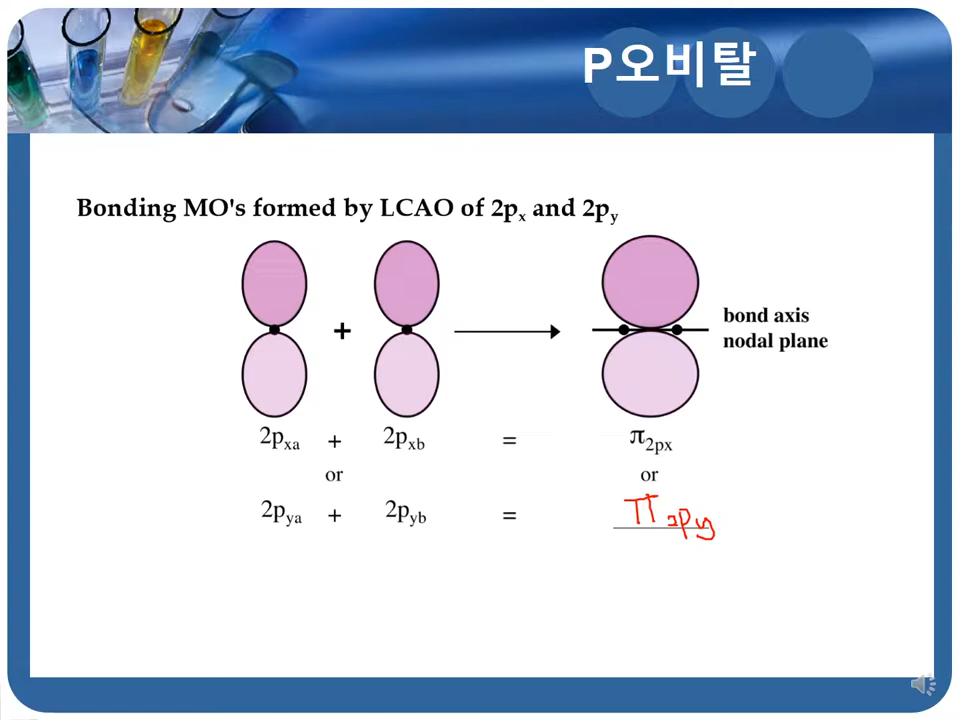 P오비탈
Bonding MO's formed by LCAO of 2px and 2py
+
bond axis
nodal plane
2pxa + 2pxb = π2px
or or
2pya + 2pyb = π2py